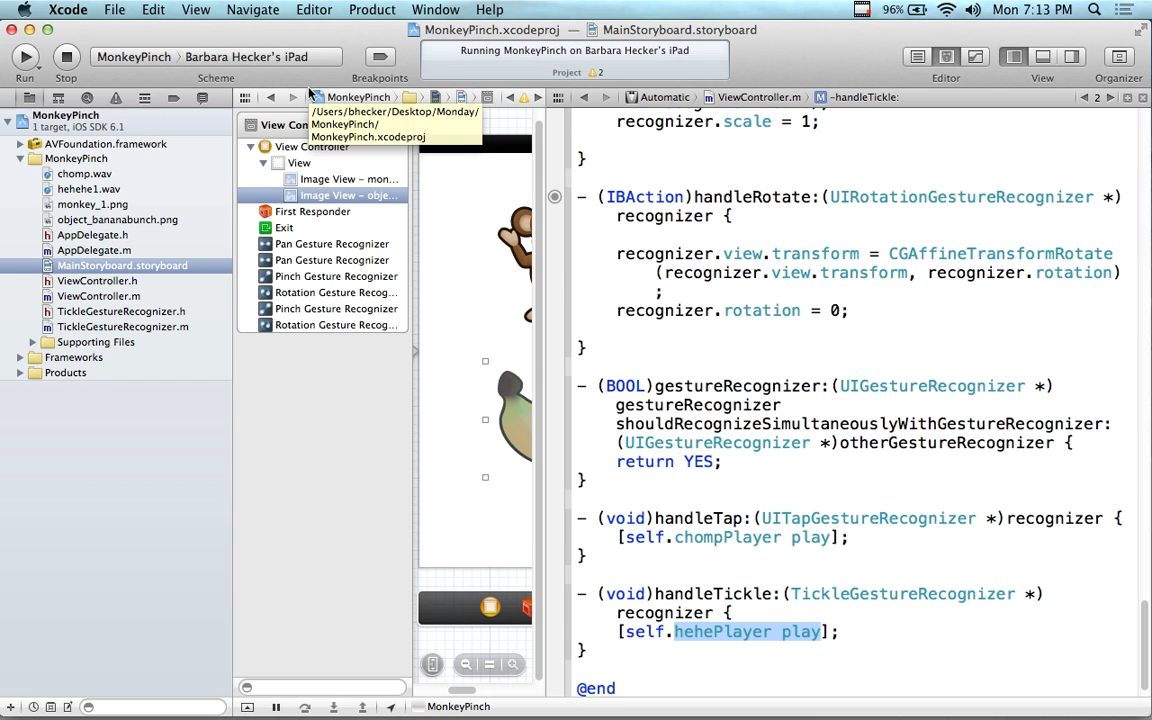 Xcode File Edit View Navigate Editor Product Window Help 96% Mon 7:13 PM
MonkeyPinch.xcodeproj — MainStoryboard.storyboard
MonkeyPinch Barbara Hecker's iPad
Running MonkeyPinch on Barbara Hecker's iPad
Project 2
Run Stop Scheme Breakpoints Editor View Organizer
MonkeyPinch
Automatic ViewController.m M -handleTickle: 2
/Users/bhecker/Desktop/Monday/
MonkeyPinch/
MonkeyPinch.xcodeproj
MonkeyPinch
1 target, iOS SDK 6.1
AVFoundation.framework
MonkeyPinch
chomp.wav
hehehe1.wav
monkey_1.png
object_bananabunch.png
AppDelegate.h
AppDelegate.m
MainStoryboard.storyboard
ViewController.h
ViewController.m
TickleGestureRecognizer.h
TickleGestureRecognizer.m
Supporting Files
Frameworks
Products
View Con
View Controller
View
Image View - mon...
Image View - obje...
First Responder
Exit
Pan Gesture Recognizer
Pan Gesture Recognizer
Pinch Gesture Recognizer
Rotation Gesture Recog...
Pinch Gesture Recognizer
Rotation Gesture Recog...
recognizer.scale = 1;
}
- (IBAction)handleRotate:(UIRotationGestureRecognizer *)
recognizer {
recognizer.view.transform = CGAffineTransformRotate
(recognizer.view.transform, recognizer.rotation)
;
recognizer.rotation = 0;
}
- (BOOL)gestureRecognizer:(UIGestureRecognizer *)
gestureRecognizer
shouldRecognizeSimultaneouslyWithGestureRecognizer:
(UIGestureRecognizer *)otherGestureRecognizer {
return YES;
}
- (void)handleTap:(UITapGestureRecognizer *)recognizer {
[self.chompPlayer play];
}
- (void)handleTickle:(TickleGestureRecognizer *)
recognizer {
[self.hehePlayer play];
}
@end
MonkeyPinch